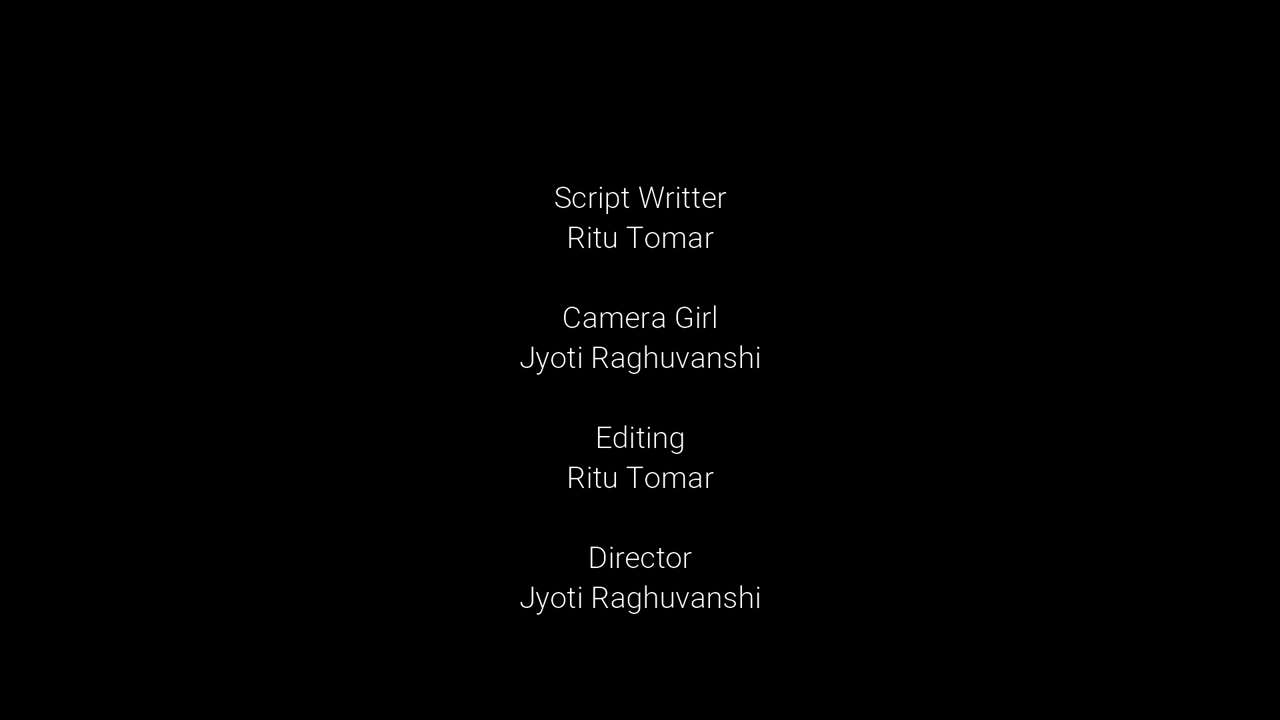 Script Writter
Ritu Tomar
Camera Girl
Jyoti Raghuvanshi
Editing
Ritu Tomar
Director
Jyoti Raghuvanshi